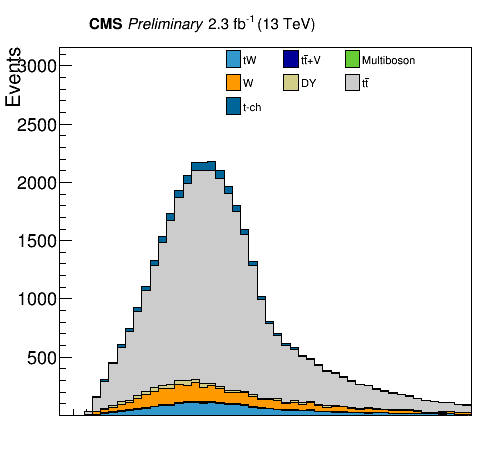 CMS Preliminary 2.3 fb⁻¹ (13 TeV)
Events
3000
2500
2000
1500
1000
500
tW tt̄+V Multiboson
W DY tt̄
t-ch